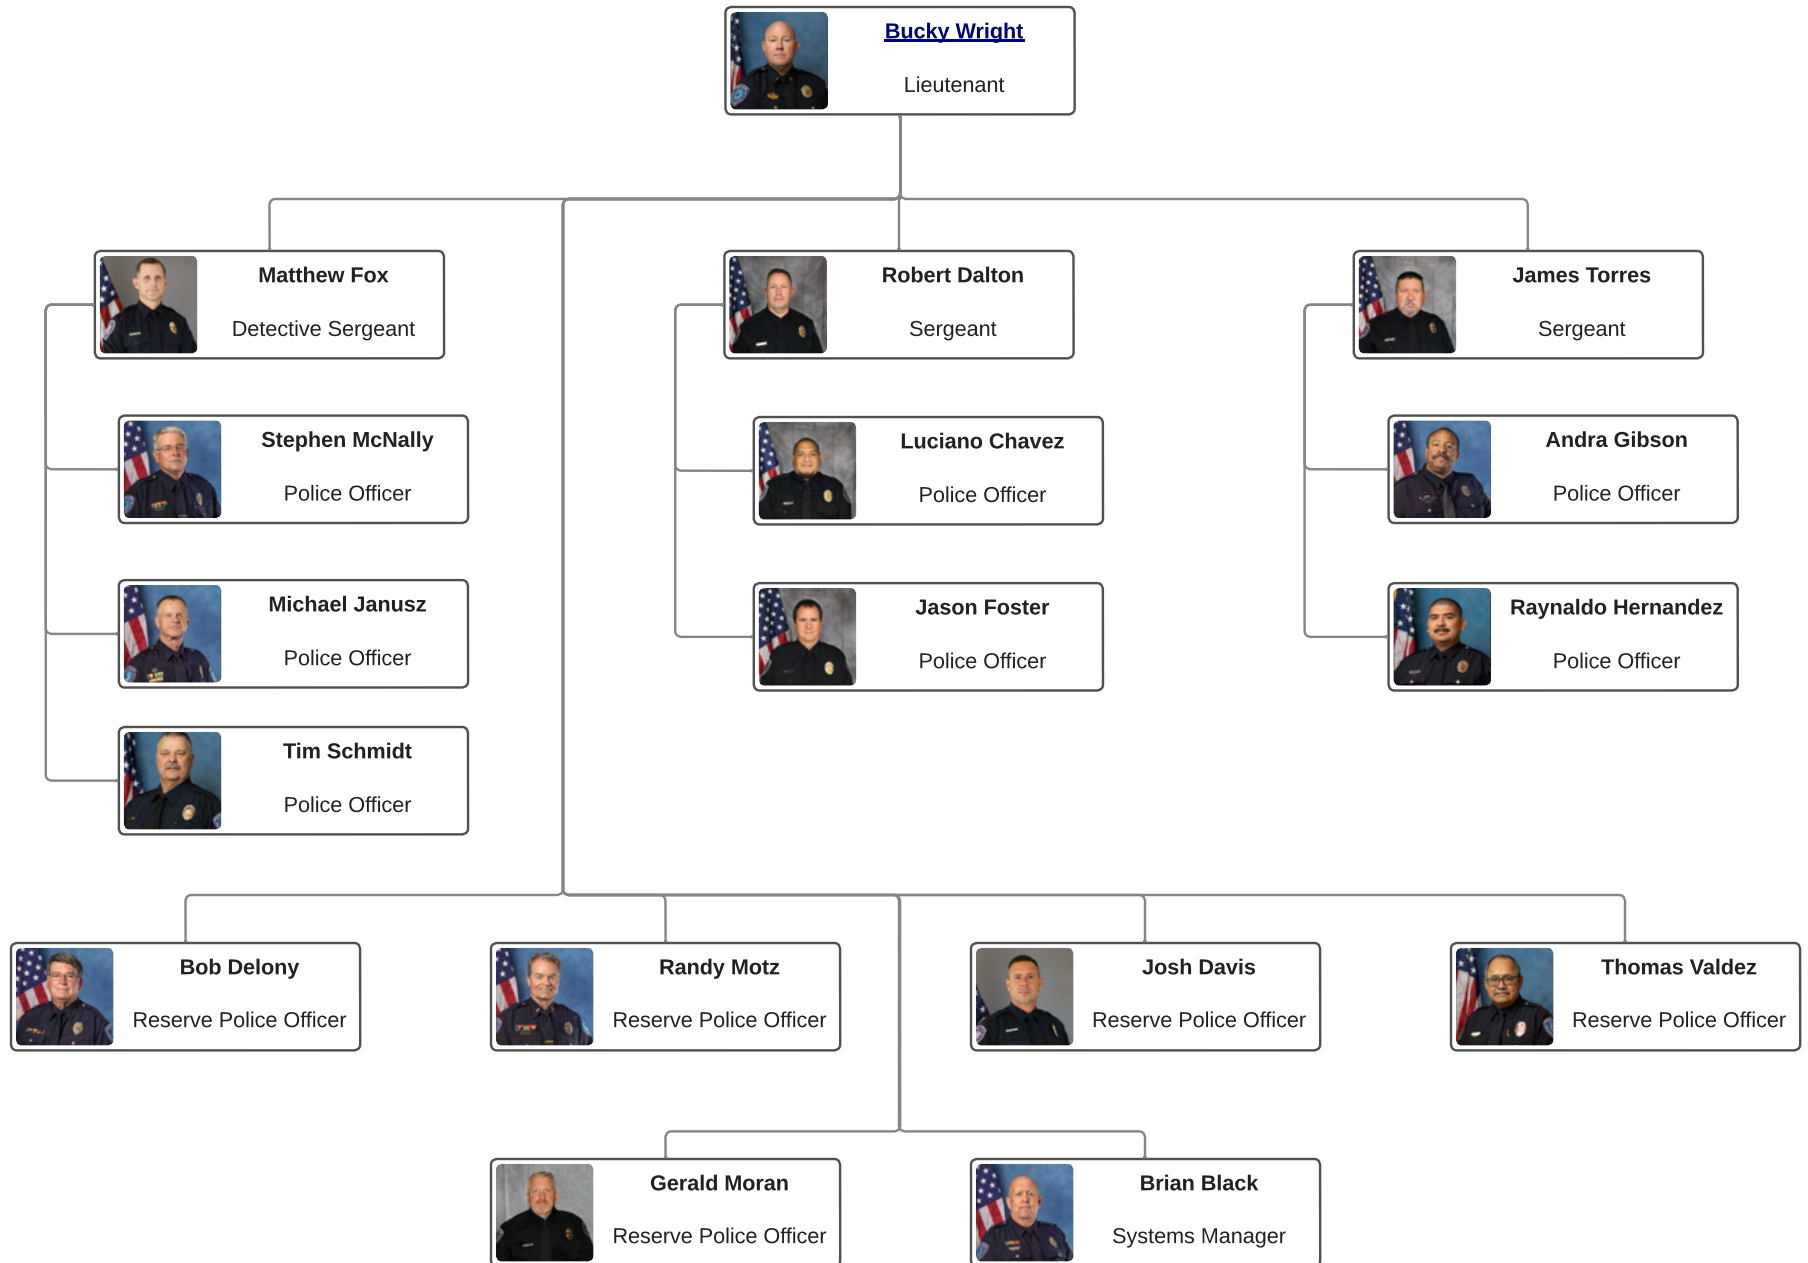 Bucky Wright
Lieutenant
Matthew Fox
Detective Sergeant
Robert Dalton
Sergeant
James Torres
Sergeant
Stephen McNally
Police Officer
Luciano Chavez
Police Officer
Andra Gibson
Police Officer
Michael Janusz
Police Officer
Jason Foster
Police Officer
Raynaldo Hernandez
Police Officer
Tim Schmidt
Police Officer
Bob Delony
Reserve Police Officer
Randy Motz
Reserve Police Officer
Josh Davis
Reserve Police Officer
Thomas Valdez
Reserve Police Officer
Gerald Moran
Reserve Police Officer
Brian Black
Systems Manager